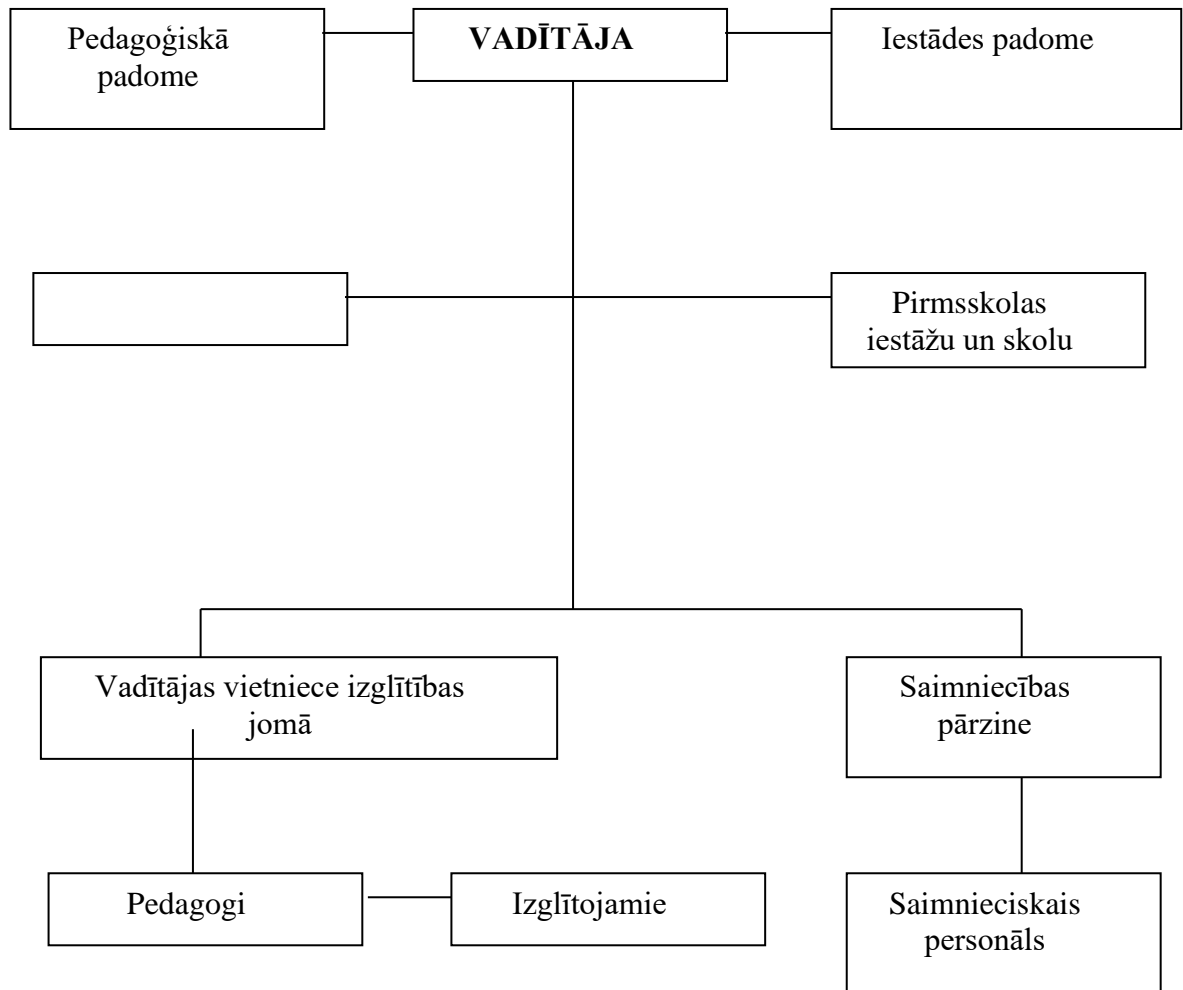 Pedagoģiskā
padome
VADĪTĀJA
Iestādes padome
Pirmsskolas
iestāžu un skolu
Vadītājas vietniece izglītības
jomā
Saimniecības
pārzine
Pedagogi
Izglītojamie
Saimnieciskais
personāls